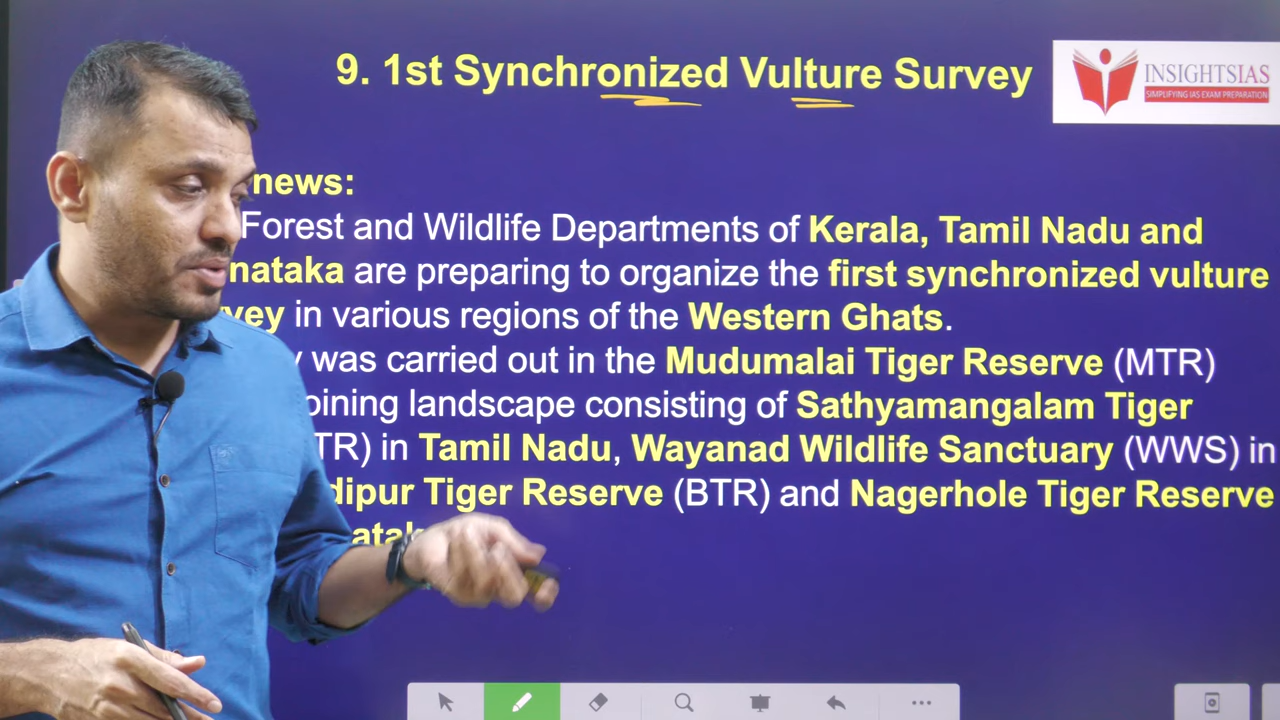 9. 1st Synchronized Vulture Survey
INSIGHTSIAS
SIMPLIFYING IAS EXAM PREPARATION
news:
Forest and Wildlife Departments of Kerala, Tamil Nadu and
nataka are preparing to organize the first synchronized vulture
vey in various regions of the Western Ghats.
y was carried out in the Mudumalai Tiger Reserve (MTR)
oining landscape consisting of Sathyamangalam Tiger
TR) in Tamil Nadu, Wayanad Wildlife Sanctuary (WWS) in
dipur Tiger Reserve (BTR) and Nagerhole Tiger Reserve
atak